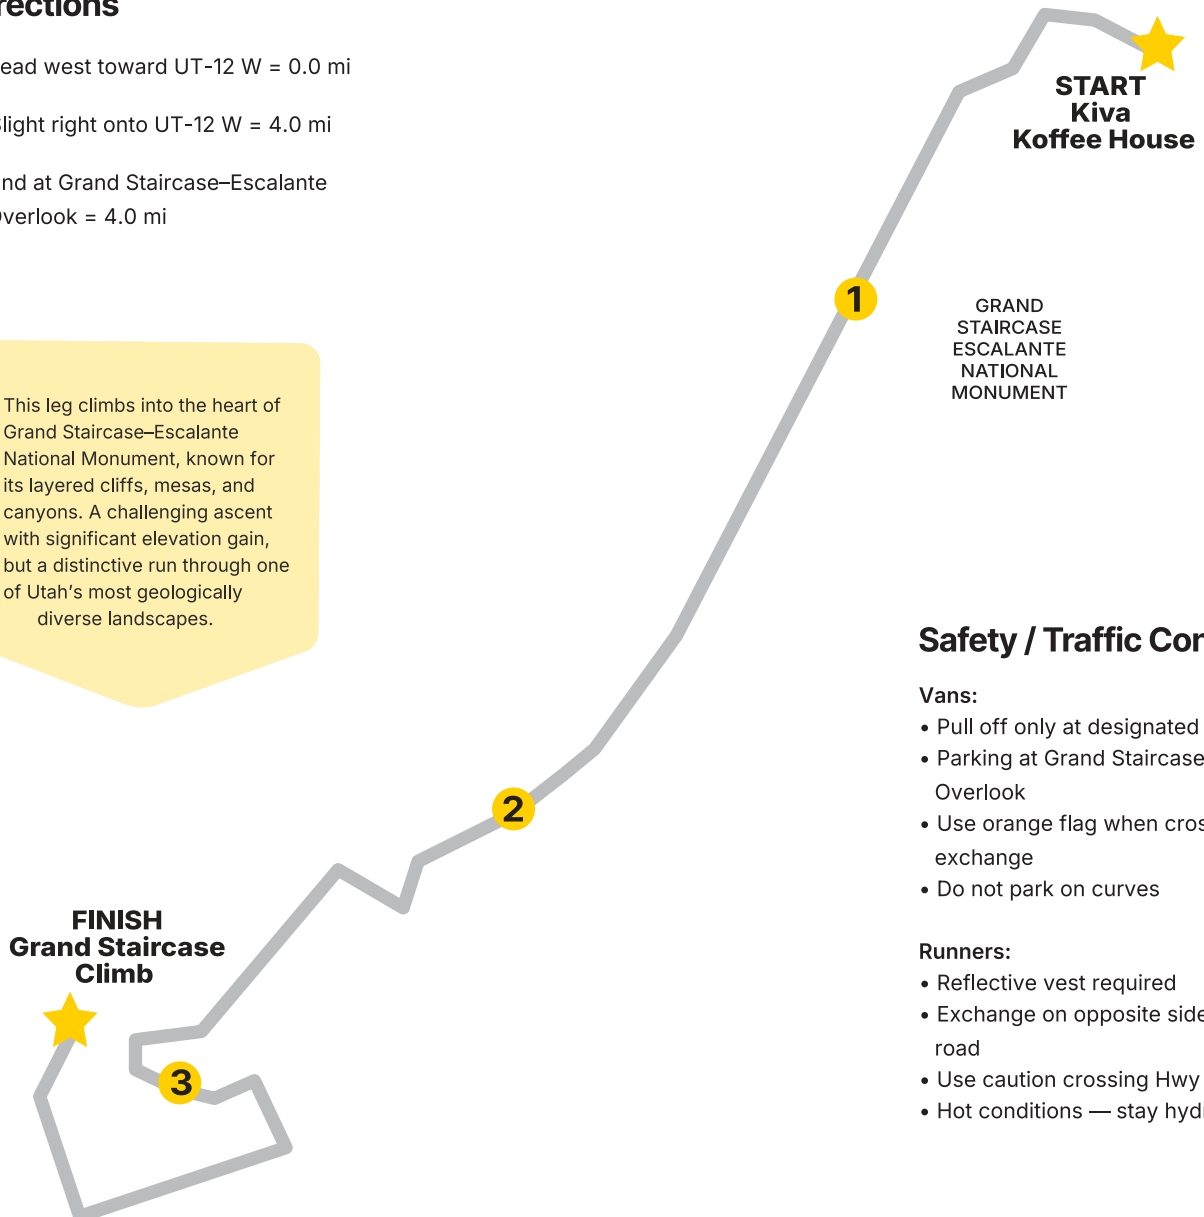 rections
ead west toward UT-12 W = 0.0 mi
Slight right onto UT-12 W = 4.0 mi
nd at Grand Staircase–Escalante
Overlook = 4.0 mi
START
Kiva
Koffee House
1
GRAND
STAIRCASE
ESCALANTE
NATIONAL
MONUMENT
This leg climbs into the heart of
Grand Staircase–Escalante
National Monument, known for
its layered cliffs, mesas, and
canyons. A challenging ascent
with significant elevation gain,
but a distinctive run through one
of Utah’s most geologically
diverse landscapes.
2
FINISH
Grand Staircase
Climb
3
Safety / Traffic Con
Vans:
• Pull off only at designated
• Parking at Grand Staircase
Overlook
• Use orange flag when cros
exchange
• Do not park on curves
Runners:
• Reflective vest required
• Exchange on opposite side
road
• Use caution crossing Hwy
• Hot conditions — stay hyd